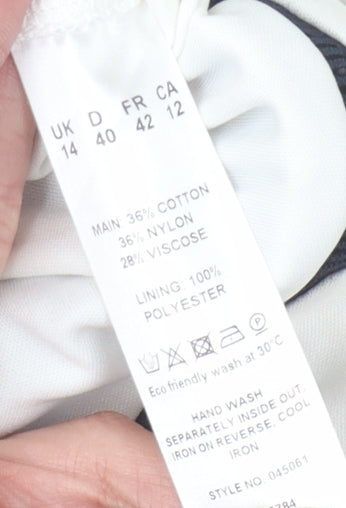 UK D FR CA
14 40 42 12
MAIN: 36% COTTON
36% NYLON
28% VISCOSE
LINING: 100%
POLYESTER
P
Eco friendly wash at 30°C
HAND WASH
SEPARATELY INSIDE OUT,
IRON ON REVERSE, COOL
IRON
STYLE NO. 045061